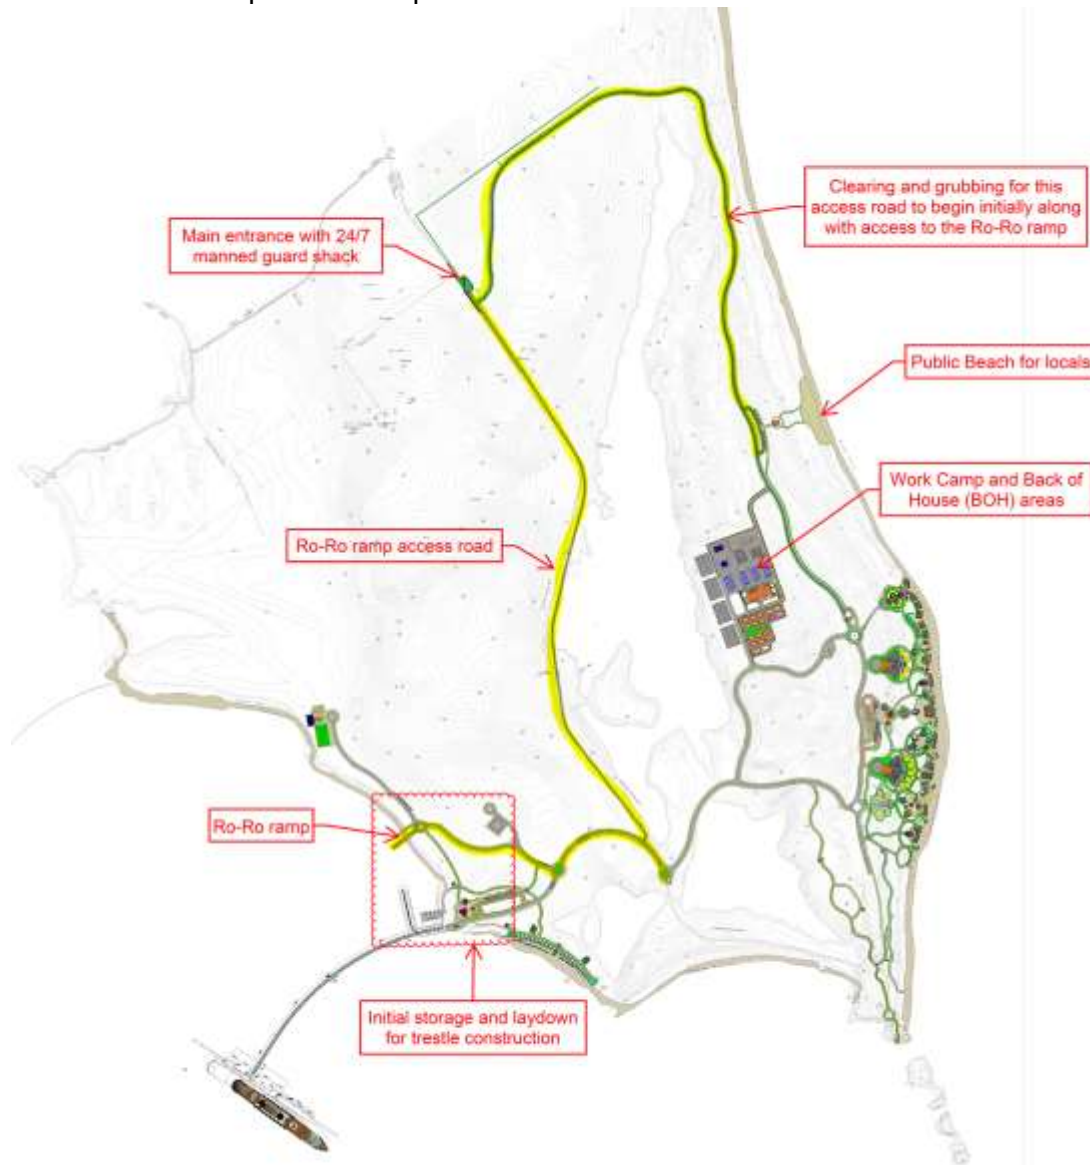 Clearing and grubbing for this
access road to begin initially along
with access to the Ro-Ro ramp
Main entrance with 24/7
manned guard shack
Public Beach for locals
Work Camp and Back of
House (BOH) areas
Ro-Ro ramp access road
Ro-Ro ramp
Initial storage and laydown
for trestle construction